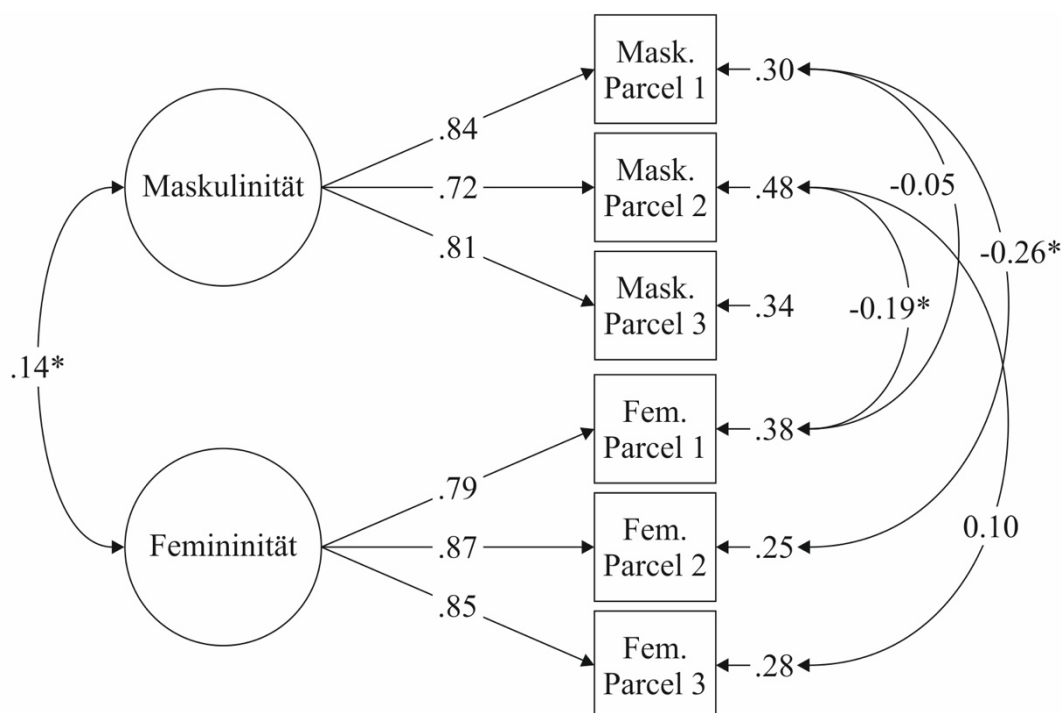 Mask.
Parcel 1
.30
.84
Maskulinität
.72
Mask.
Parcel 2
.48
-0.05
.81
-0.26*
Mask.
Parcel 3
.34
-0.19*
.14*
Fem.
Parcel 1
.38
.79
Femininität
.87
Fem.
Parcel 2
.25
0.10
.85
Fem.
Parcel 3
.28